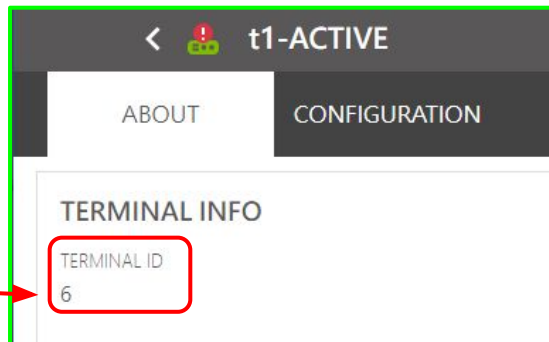 t1-ACTIVE
ABOUT CONFIGURATION
TERMINAL INFO
TERMINAL ID
6